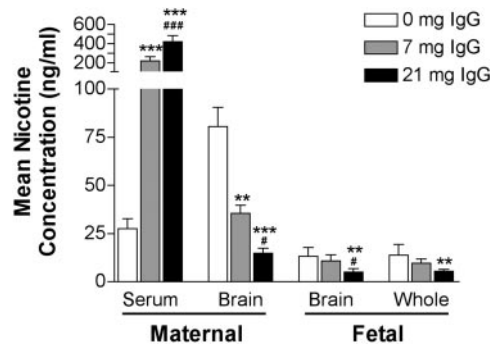 Mean Nicotine
Concentration (ng/ml)
600
400
200
100
75
50
25
0
***
***
###
**
***
#
**
#
**
0 mg IgG
7 mg IgG
21 mg IgG
Serum Brain Brain Whole
Maternal Fetal